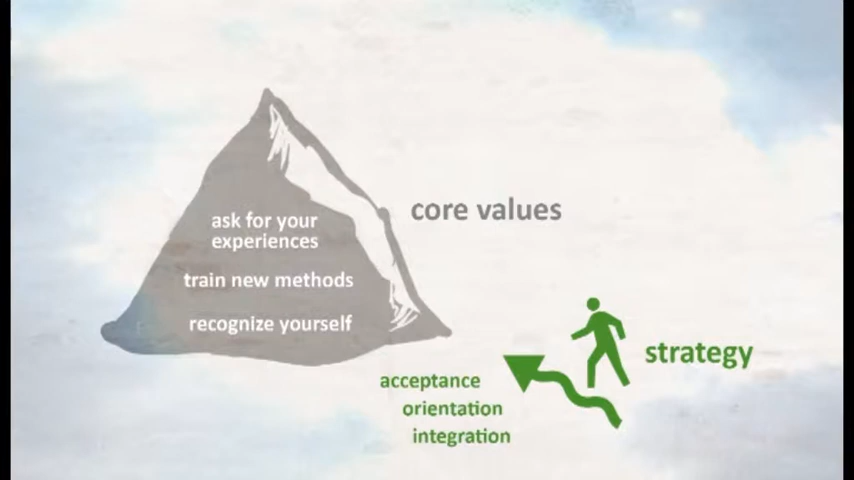 ask for your
experiences
core values
train new methods
recognize yourself
strategy
acceptance
orientation
integration